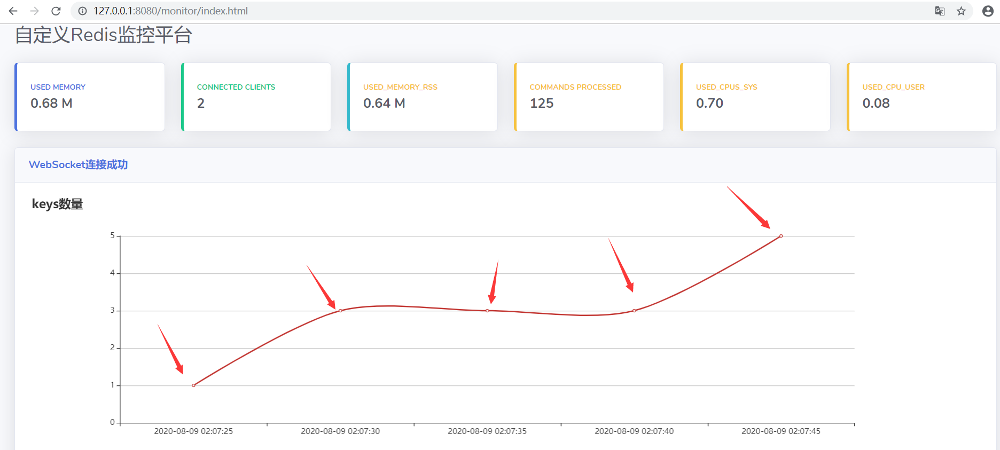 127.0.0.1:8080/monitor/index.html
自定义Redis监控平台
USED MEMORY
0.68 M
CONNECTED CLIENTS
2
USED_MEMORY_RSS
0.64 M
COMMANDS PROCESSED
125
USED_CPUS_SYS
0.70
USED_CPU_USER
0.08
WebSocket连接成功
keys数量
5
4
3
2
1
0
2020-08-09 02:07:25
2020-08-09 02:07:30
2020-08-09 02:07:35
2020-08-09 02:07:40
2020-08-09 02:07:45